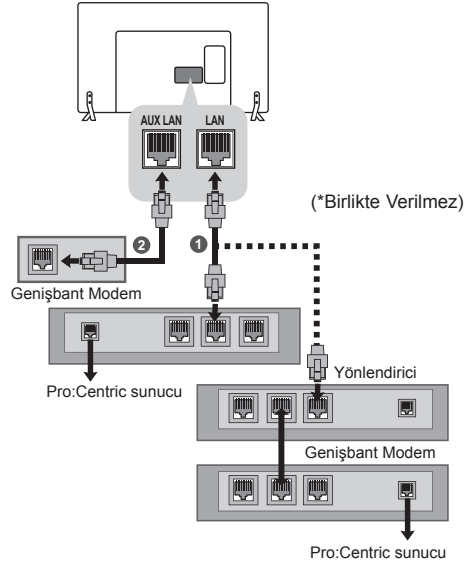 AUX LAN LAN
(*Birlikte Verilmez)
2 1
Genişbant Modem
Pro:Centric sunucu
Yönlendirici
Genişbant Modem
Pro:Centric sunucu